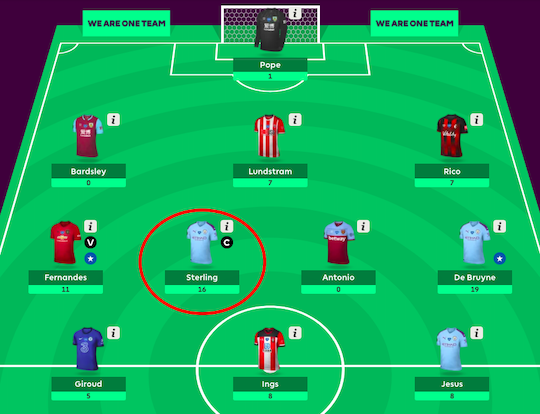 WE ARE ONE TEAM
WE ARE ONE TEAM
i
Pope
1
i
i
i
Bardsley
Lundstram
Rico
0
7
7
i
i
i
i
V
C
Fernandes
Sterling
Antonio
De Bruyne
11
16
0
19
i
i
i
3
Giroud
Ings
Jesus
5
8
8